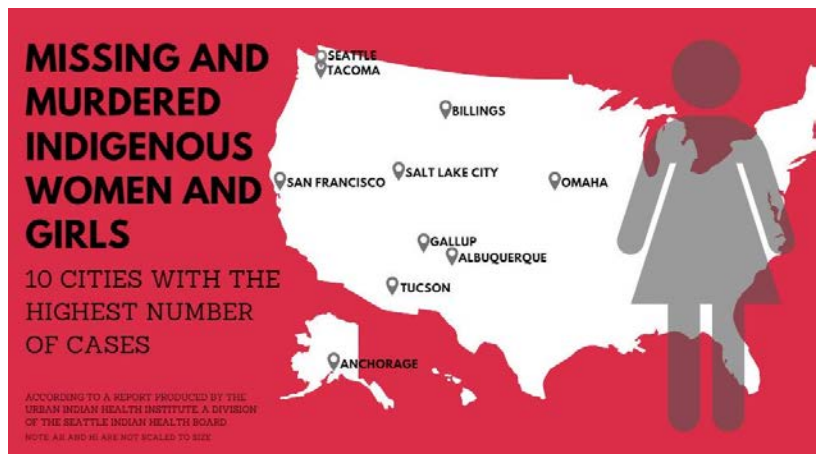 MISSING AND
MURDERED
INDIGENOUS
WOMEN AND
GIRLS
10 CITIES WITH THE
HIGHEST NUMBER
OF CASES
ACCORDING TO A REPORT PRODUCED BY THE
URBAN INDIAN HEALTH INSTITUTE, A DIVISION
OF THE SEATTLE INDIAN HEALTH BOARD
NOTE: AK AND HI ARE NOT SCALED TO SIZE
SEATTLE
TACOMA
BILLINGS
SAN FRANCISCO
SALT LAKE CITY
OMAHA
GALLUP
ALBUQUERQUE
TUCSON
ANCHORAGE